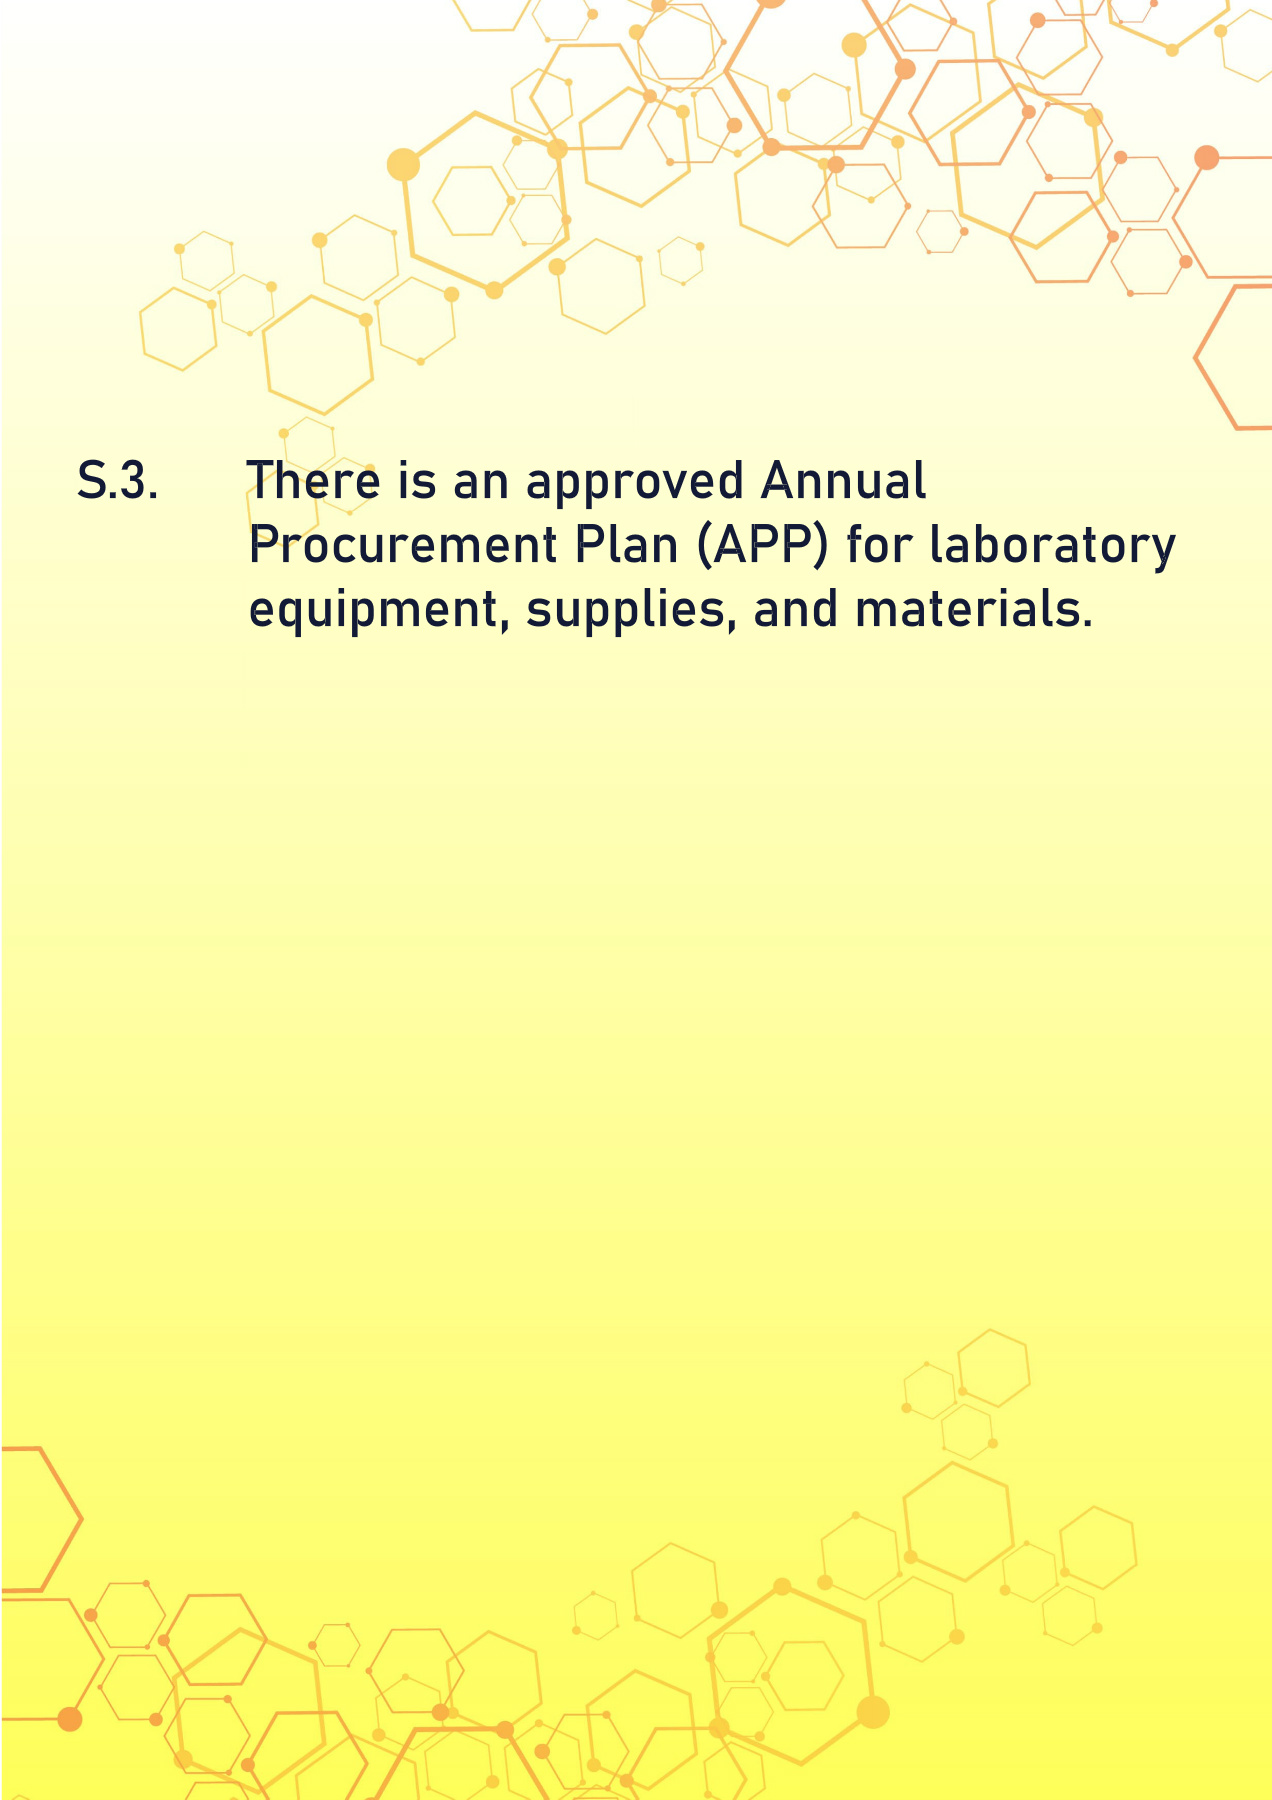 S.3. There is an approved Annual
Procurement Plan (APP) for laboratory
equipment, supplies, and materials.